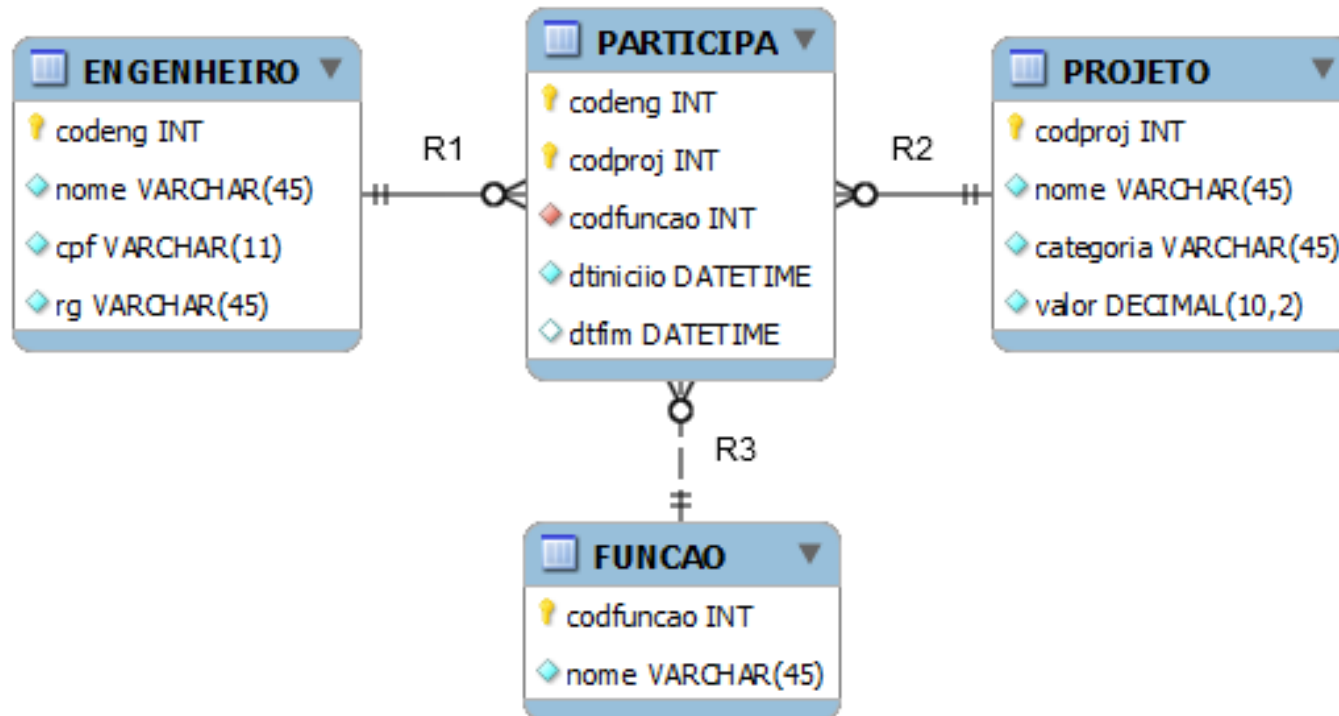 ENGENHEIRO
codeng INT
nome VARCHAR(45)
cpf VARCHAR(11)
rg VARCHAR(45)
R1
PARTICIPA
codeng INT
codproj INT
codfuncao INT
dtiniciio DATETIME
dtfim DATETIME
R2
PROJETO
codproj INT
nome VARCHAR(45)
categoria VARCHAR(45)
valor DECIMAL(10,2)
R3
FUNCAO
codfuncao INT
nome VARCHAR(45)